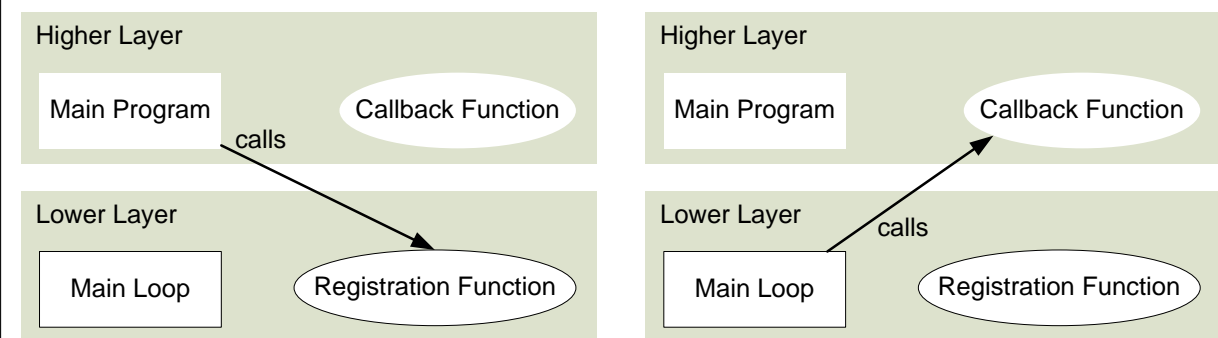 Higher Layer
Main Program
Callback Function
calls
Lower Layer
Main Loop
Registration Function
Higher Layer
Main Program
Callback Function
Lower Layer
calls
Main Loop
Registration Function